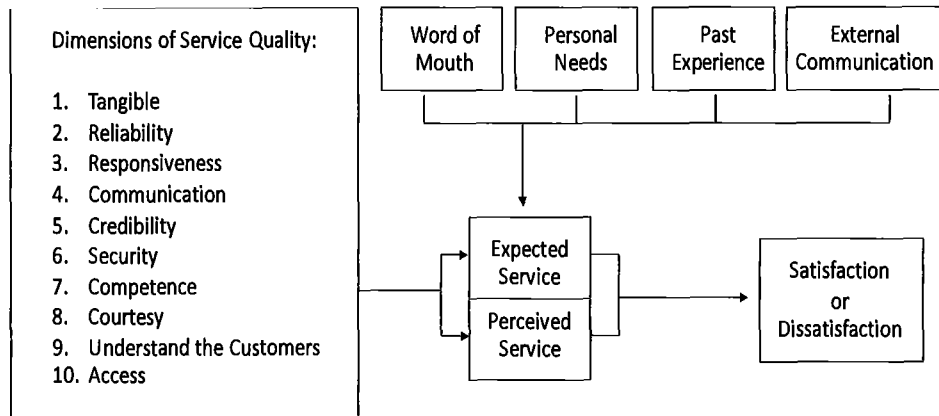 Dimensions of Service Quality:
1. Tangible
2. Reliability
3. Responsiveness
4. Communication
5. Credibility
6. Security
7. Competence
8. Courtesy
9. Understand the Customers
10. Access
Word of
Mouth
Personal
Needs
Past
Experience
External
Communication
Expected
Service
Perceived
Service
Satisfaction
or
Dissatisfaction